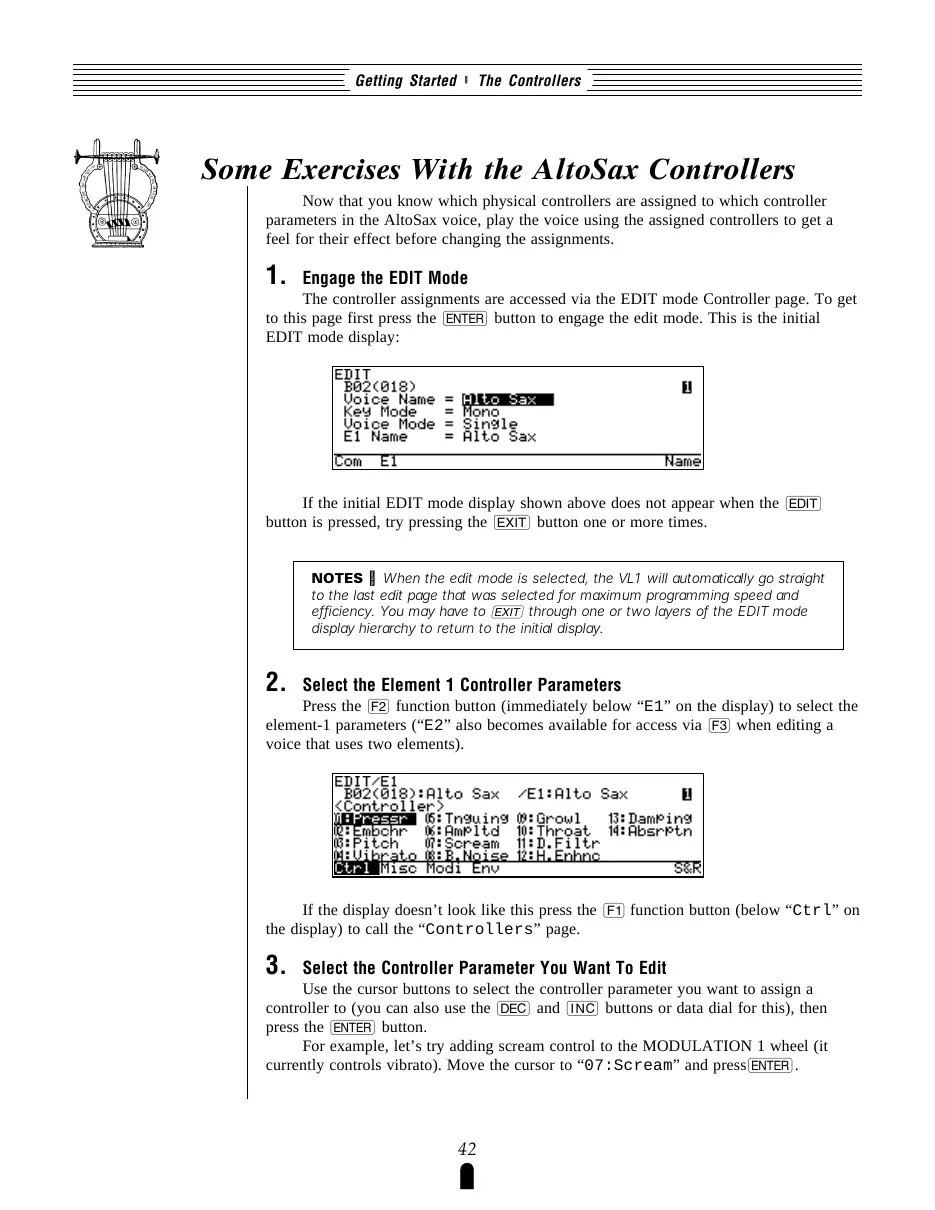 Getting Started The Controllers
Some Exercises With the AltoSax Controllers
Now that you know which physical controllers are assigned to which controller
parameters in the AltoSax voice, play the voice using the assigned controllers to get a
feel for their effect before changing the assignments.
1. Engage the EDIT Mode
The controller assignments are accessed via the EDIT mode Controller page. To get
to this page first press the ENTER button to engage the edit mode. This is the initial
EDIT mode display:
EDIT
B02(018) 1
Voice Name = Alto Sax
Key Mode = Mono
Voice Mode = Single
E1 Name = Alto Sax
Com E1 Name
If the initial EDIT mode display shown above does not appear when the EDIT
button is pressed, try pressing the EXIT button one or more times.
NOTES When the edit mode is selected, the VL1 will automatically go straight
to the last edit page that was selected for maximum programming speed and
efficiency. You may have to EXIT through one or two layers of the EDIT mode
display hierarchy to return to the initial display.
2. Select the Element 1 Controller Parameters
Press the F2 function button (immediately below “E1” on the display) to select the
element-1 parameters (“E2” also becomes available for access via F3 when editing a
voice that uses two elements).
EDIT/E1
B02(018):Alto Sax /E1:Alto Sax 1
<Controller>
01:Pressr 05:Tnguing 09:Growl 13:Damping
02:Embchr 06:Ampltd 10:Throat 14:Absrptn
03:Pitch 07:Scream 11:D.Filtr
04:Vibrato 08:B.Noise 12:H.Enhnc
Ctrl Misc Modi Env S&R
If the display doesn’t look like this press the F1 function button (below “Ctrl” on
the display) to call the “Controllers” page.
3. Select the Controller Parameter You Want To Edit
Use the cursor buttons to select the controller parameter you want to assign a
controller to (you can also use the DEC and INC buttons or data dial for this), then
press the ENTER button.
For example, let’s try adding scream control to the MODULATION 1 wheel (it
currently controls vibrato). Move the cursor to “07:Scream” and press ENTER.
42